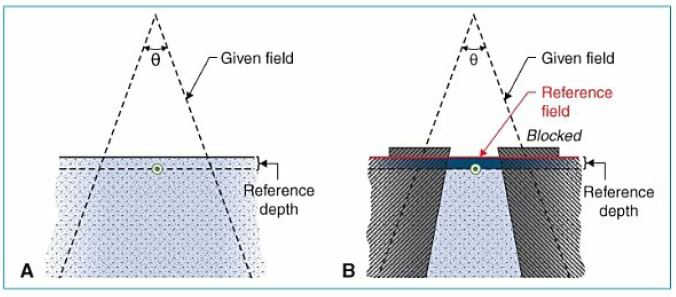 θ
Given field
Reference
depth
A
θ
Given field
Reference
field
Blocked
Reference
depth
B